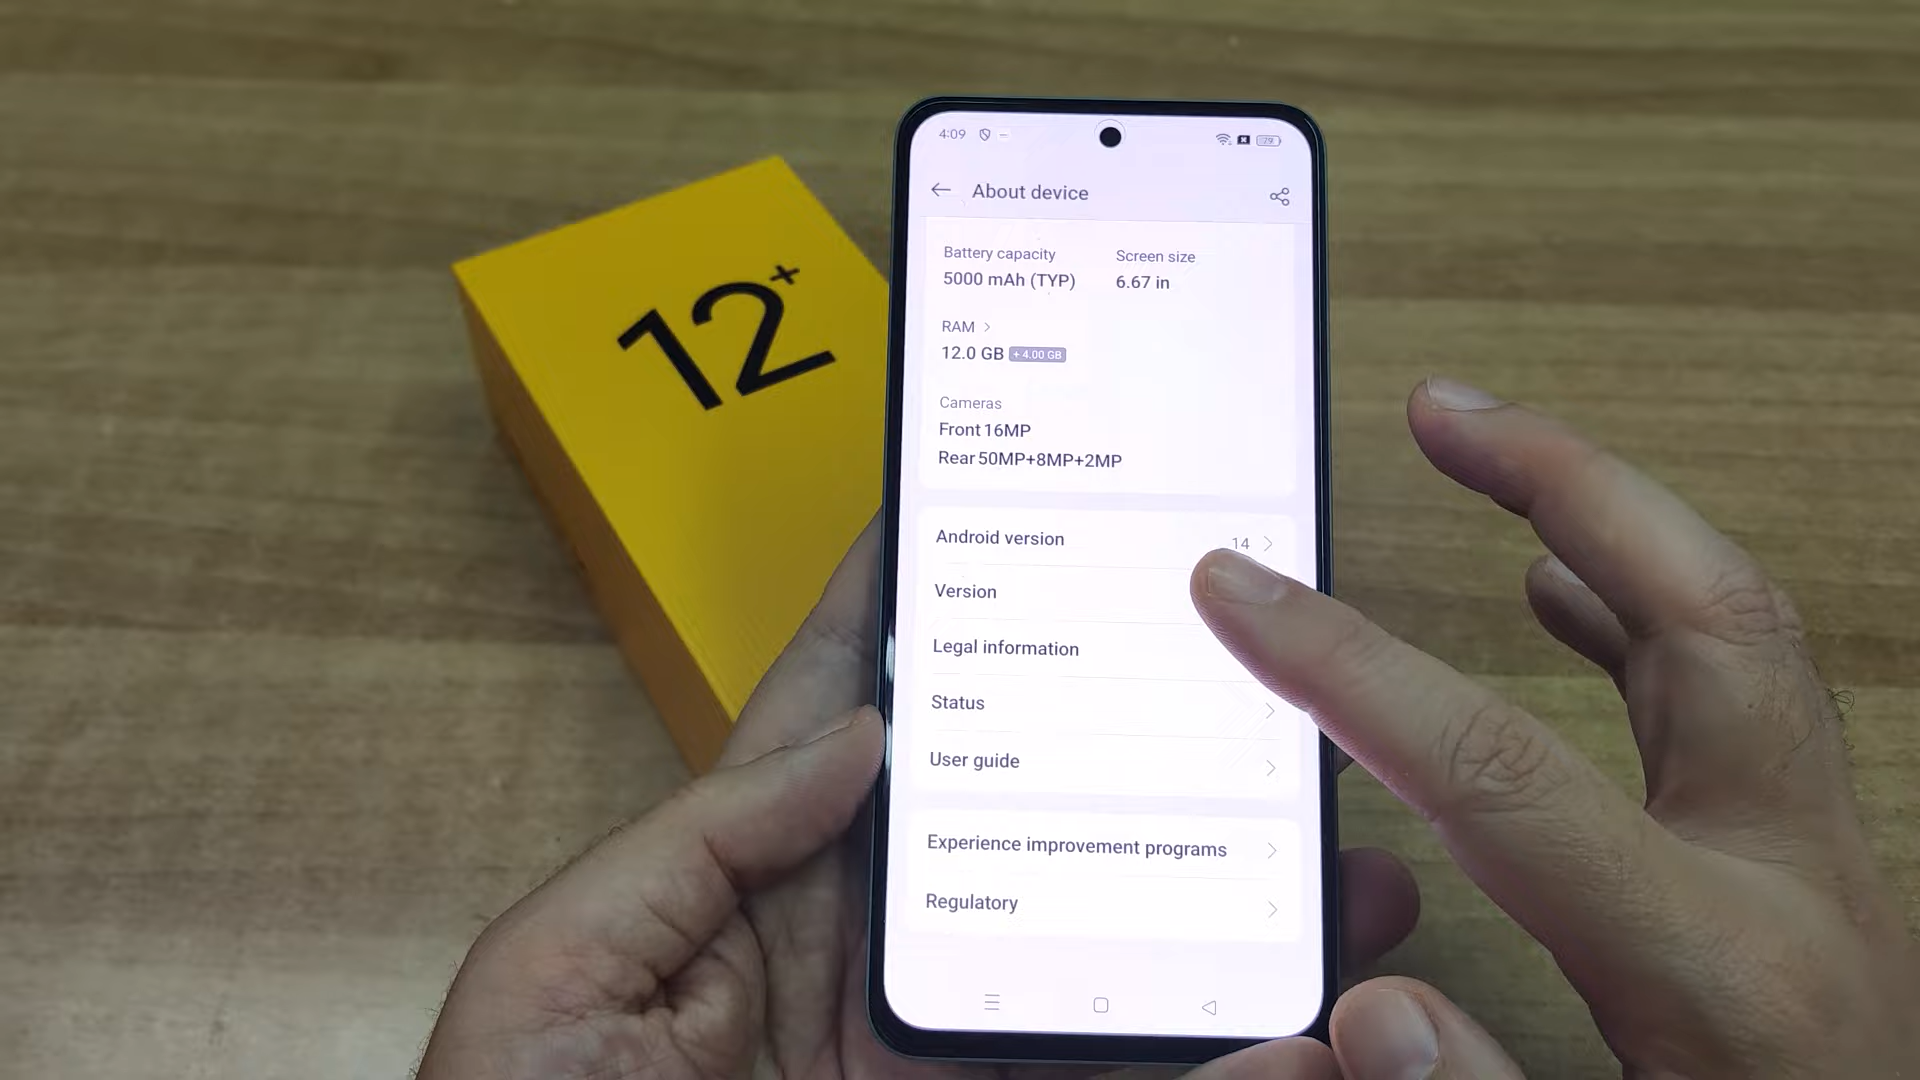 12+
4:09
79
About device
Battery capacity
Screen size
5000 mAh (TYP)
6.67 in
RAM
12.0 GB + 4.00 GB
Cameras
Front 16MP
Rear 50MP+8MP+2MP
Android version
14
Version
Legal information
Status
User guide
Experience improvement programs
Regulatory